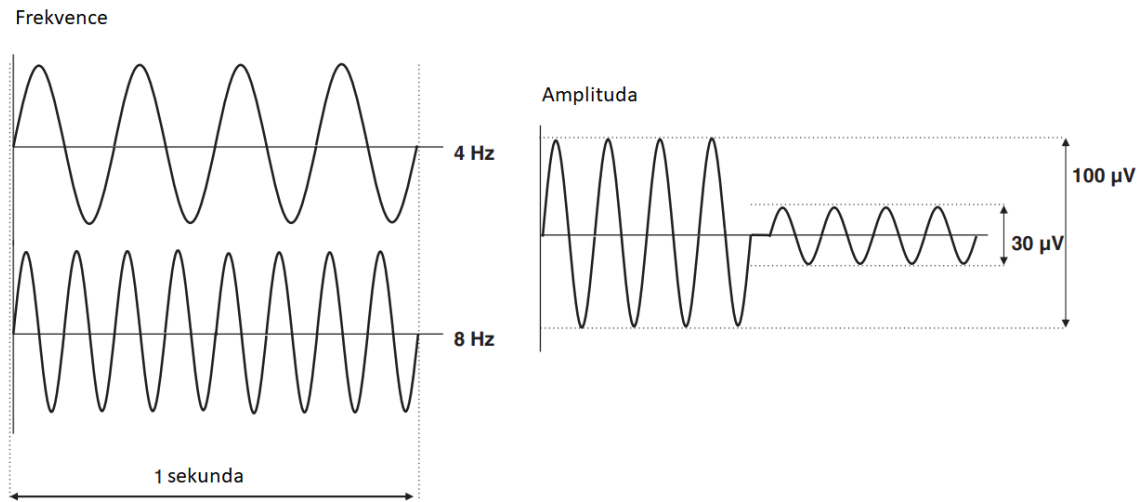 Frekvence
4 Hz
8 Hz
1 sekunda
Amplituda
100 µV
30 µV